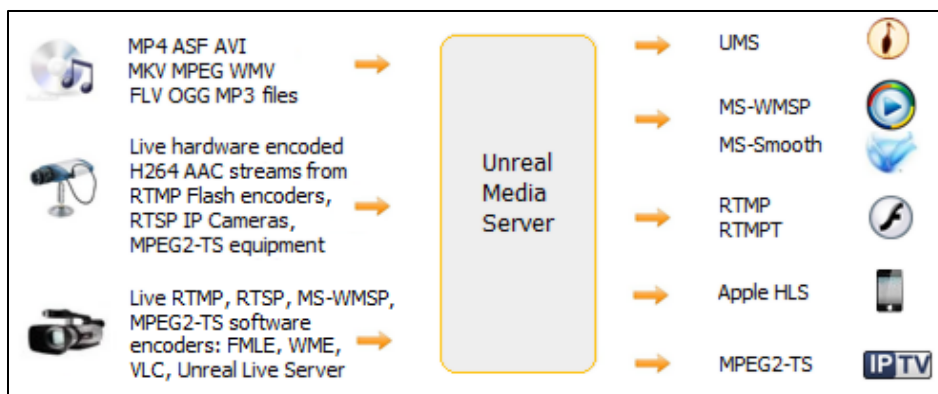 MP4 ASF AVI
MKV MPEG WMV
FLV OGG MP3 files
Live hardware encoded
H264 AAC streams from
RTMP Flash encoders,
RTSP IP Cameras,
MPEG2-TS equipment
Live RTMP, RTSP, MS-WMSP,
MPEG2-TS software
encoders: FMLE, WME,
VLC, Unreal Live Server
Unreal
Media
Server
UMS
MS-WMSP
MS-Smooth
RTMP
RTMPT
Apple HLS
MPEG2-TS
IPTV